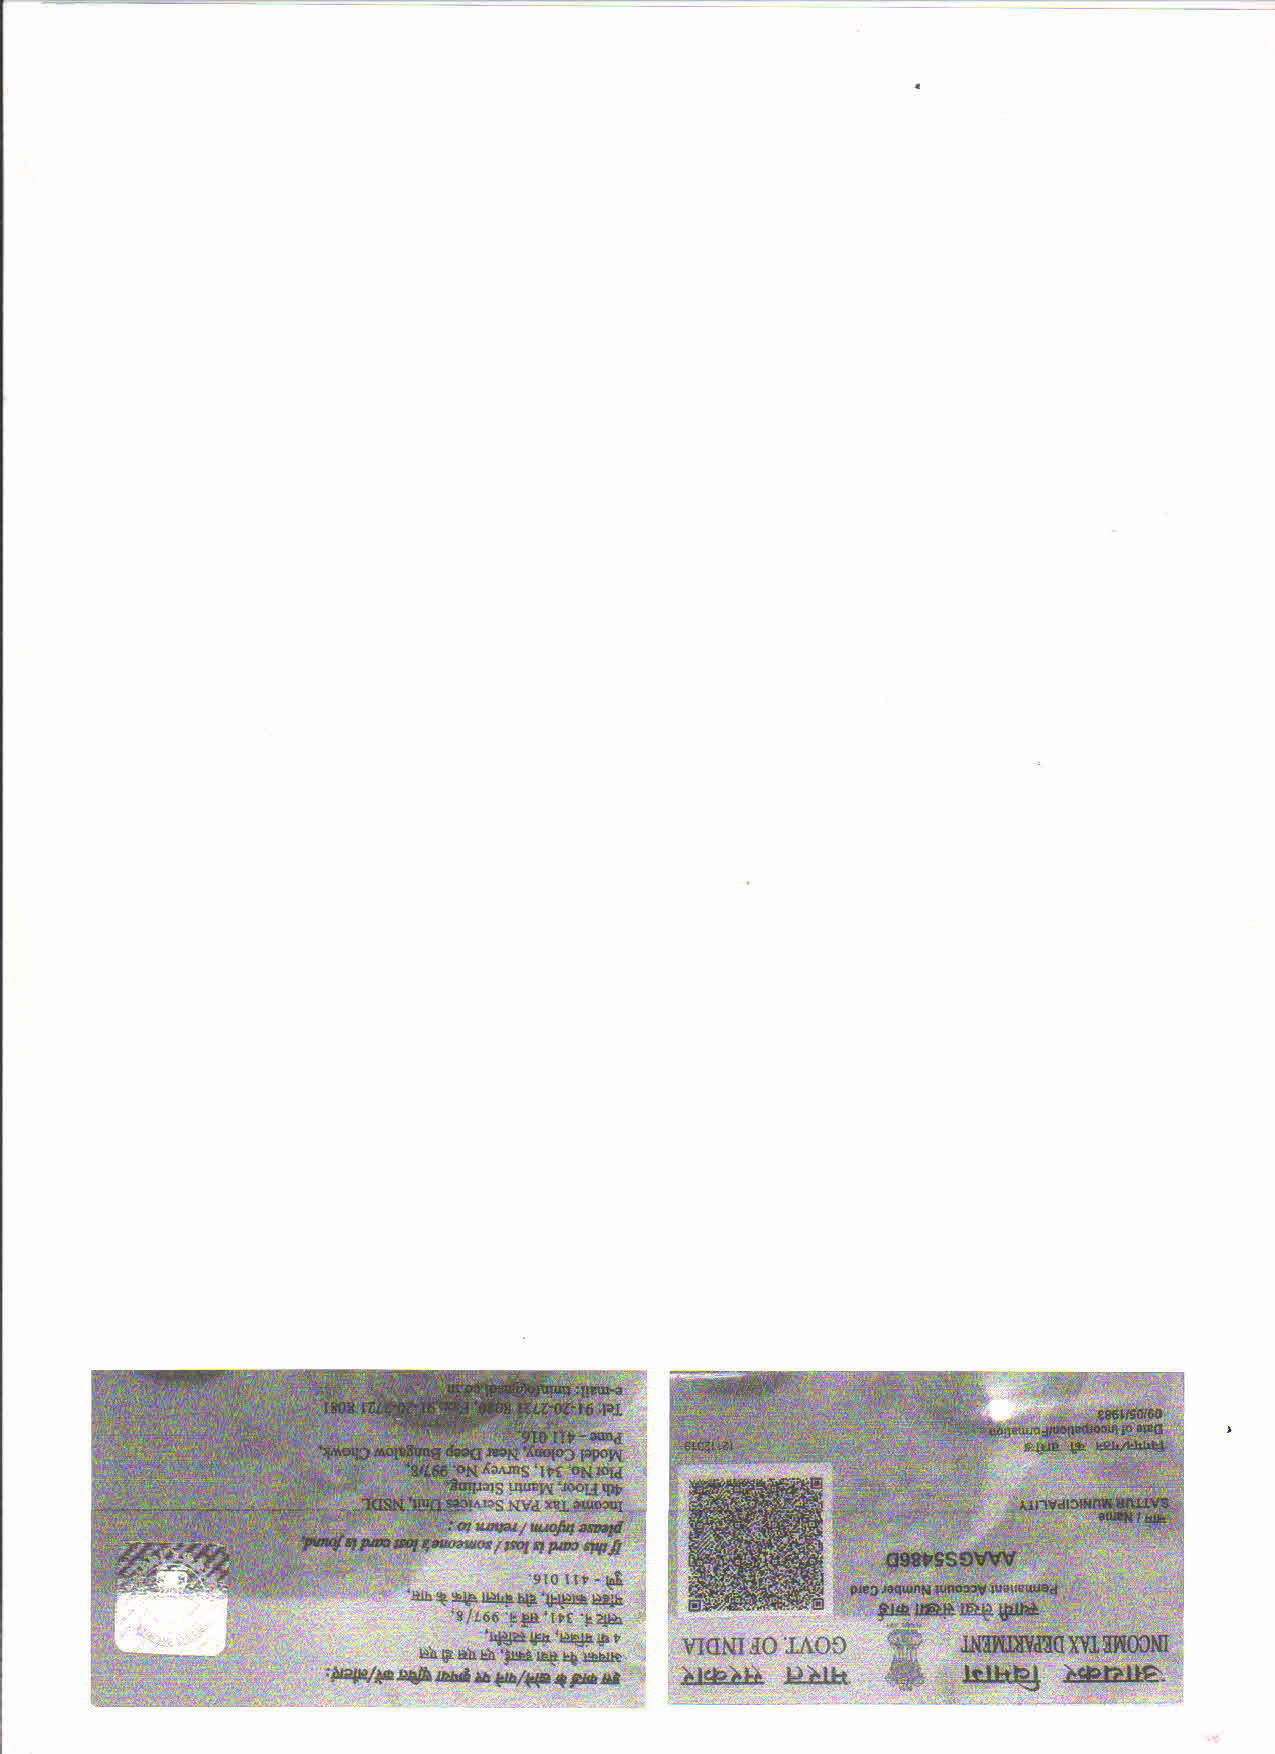 आयकर विभाग
INCOME TAX DEPARTMENT
भारत सरकार
GOVT. OF INDIA
स्थायी लेखा संख्या कार्ड
Permanent Account Number Card
AAAGS5486D
नाम / Name
SATTUR MUNICIPALITY
निगमन/गठन की तारीख
Date of Incorporation/Formation
09/05/1983
12122019
इस कार्ड के खोने/पाने पर कृपया सूचित करें/लौटाएं:
आयकर पैन सेवा इकाई, एन एस डी एल
4 थी मंजिल, मंत्री स्टर्लिंग,
प्लॉट नं. 341, सर्वे नं. 997/8,
मॉडल कालोनी, दीप बंगला चौक के पास,
पुणे - 411 016.
If this card is lost / someone's lost card is found,
please inform / return to :
Income Tax PAN Services Unit, NSDL
4th Floor, Mantri Sterling,
Plot No. 341, Survey No. 997/8,
Model Colony, Near Deep Bungalow Chowk,
Pune - 411 016.
Tel: 91-20-2721 8080, Fax: 91-20-2721 8081
e-mail: tininfo@nsdl.co.in